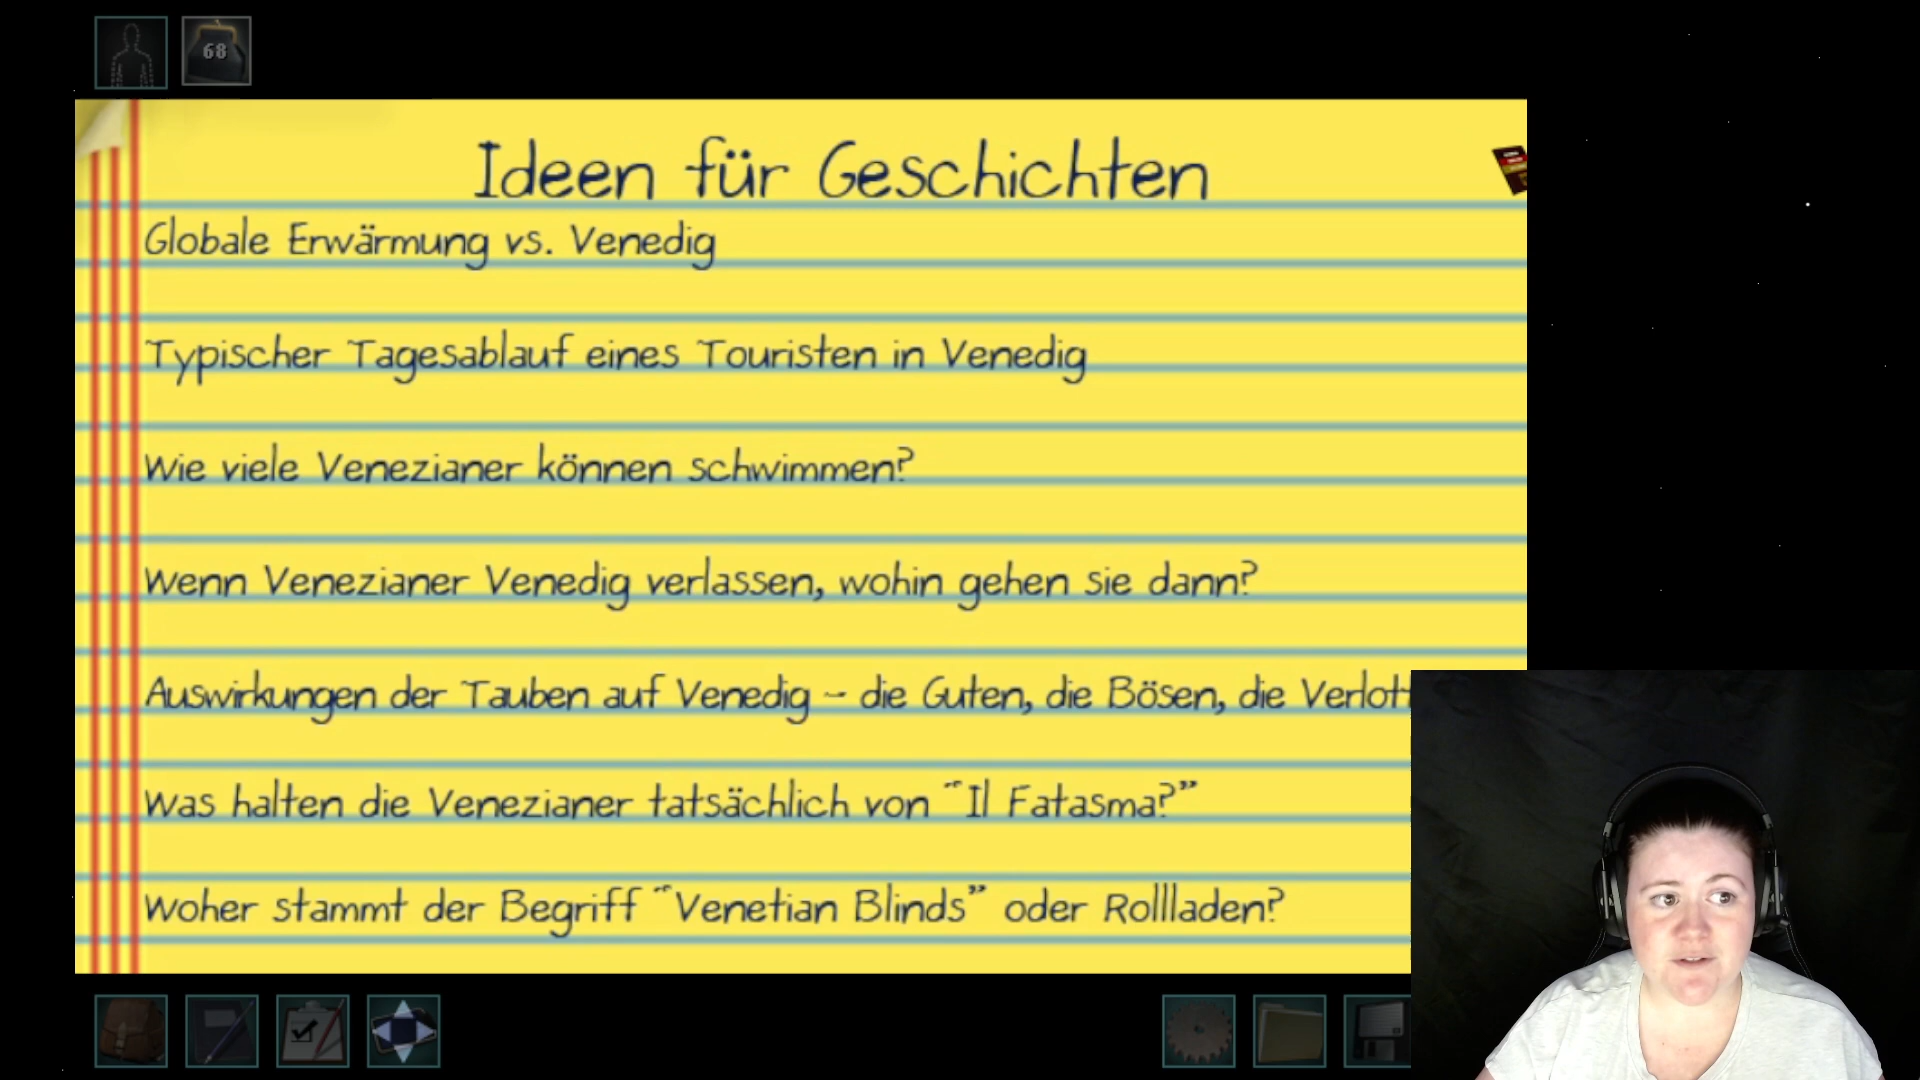 68
Ideen für Geschichten
Globale Erwärmung vs. Venedig
Typischer Tagesablauf eines Touristen in Venedig
Wie viele Venezianer können schwimmen?
Wenn Venezianer Venedig verlassen, wohin gehen sie dann?
Auswirkungen der Tauben auf Venedig - die Guten, die Bösen, die
Was halten die Venezianer tatsächlich von "Il Fatasma?"
Woher stammt der Begriff "Venetian Blinds" oder Rollladen?